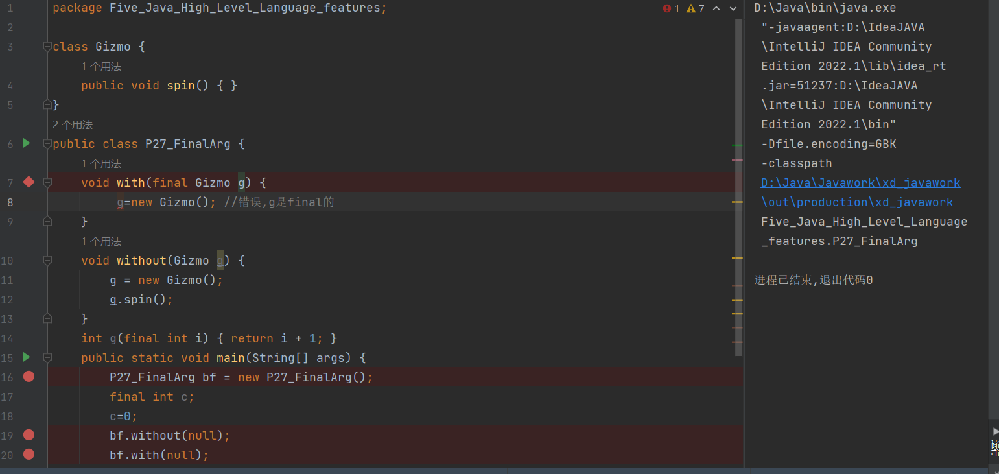 1 package Five_Java_High_Level_Language_features;
1 7
2
3 class Gizmo {
1 个用法
4 public void spin() { }
5 }
2 个用法
6 public class P27_FinalArg {
1 个用法
7 void with(final Gizmo g) {
8 g=new Gizmo(); //错误,g是final的
9 }
1 个用法
10 void without(Gizmo g) {
11 g = new Gizmo();
12 g.spin();
13 }
14 int g(final int i) { return i + 1; }
15 public static void main(String[] args) {
16 P27_FinalArg bf = new P27_FinalArg();
17 final int c;
18 c=0;
19 bf.without(null);
20 bf.with(null);
D:\Java\bin\java.exe
"-javaagent:D:\IdeaJAVA
\IntelliJ IDEA Community
Edition 2022.1\lib\idea_rt
.jar=51237:D:\IdeaJAVA
\IntelliJ IDEA Community
Edition 2022.1\bin"
-Dfile.encoding=GBK
-classpath
D:\Java\Javawork\xd_javawork
\out\production\xd_javawork
Five_Java_High_Level_Language
_features.P27_FinalArg
进程已结束,退出代码0